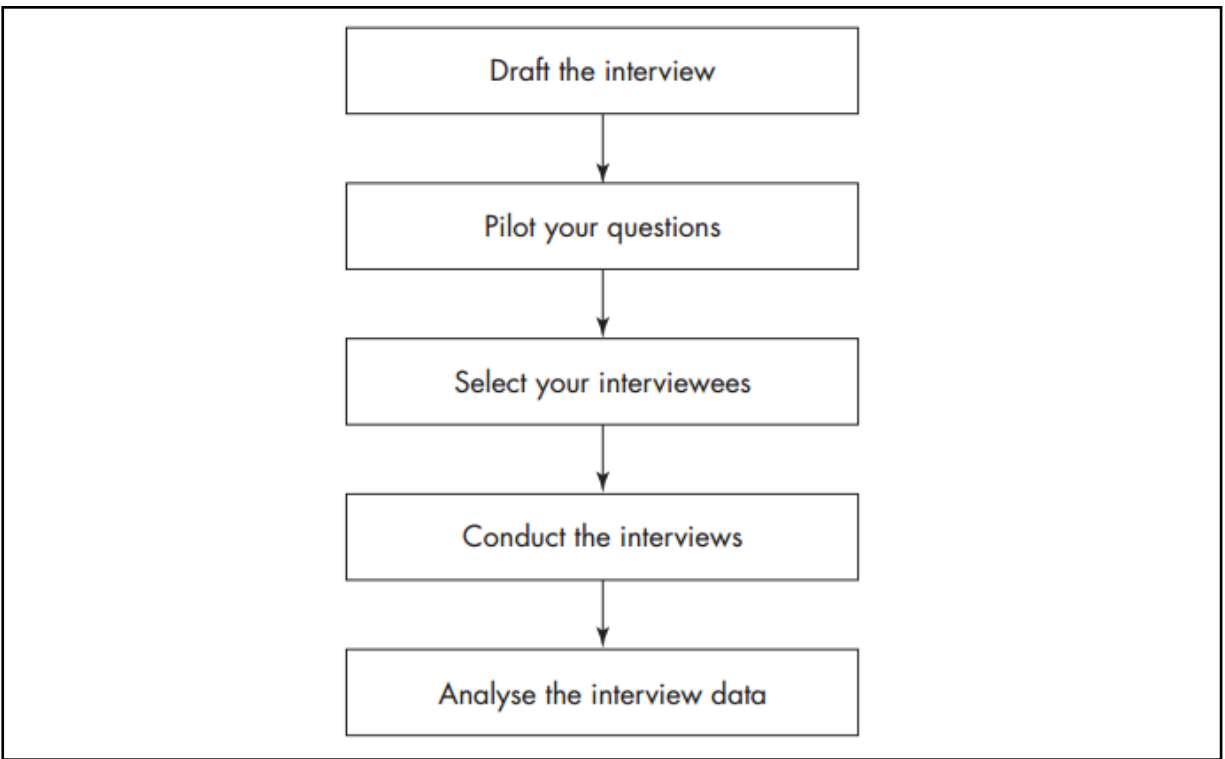 Draft the interview
Pilot your questions
Select your interviewees
Conduct the interviews
Analyse the interview data